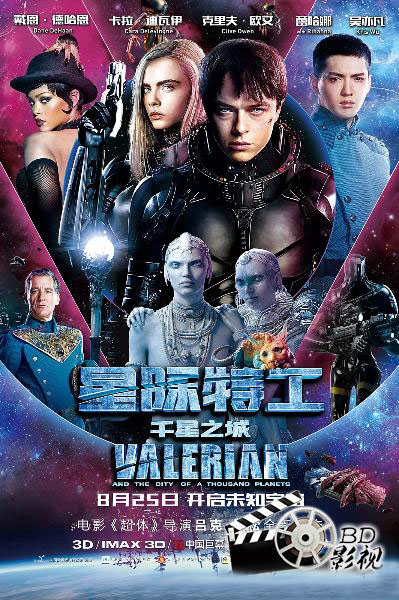 戴恩·德哈恩 卡拉/迪瓦伊 克里夫·欧文 蕾哈娜 吴亦凡
Dane DeHaan Cara Delevingne Clive Owen Rihanna Kris Wu
星际特工
千星之城
VALERIAN
AND THE CITY OF A THOUSAND PLANETS
8月25日 开启未知
电影《超体》导演吕克
3D/IMAX 3D/ 中国巨幕
BD
影视